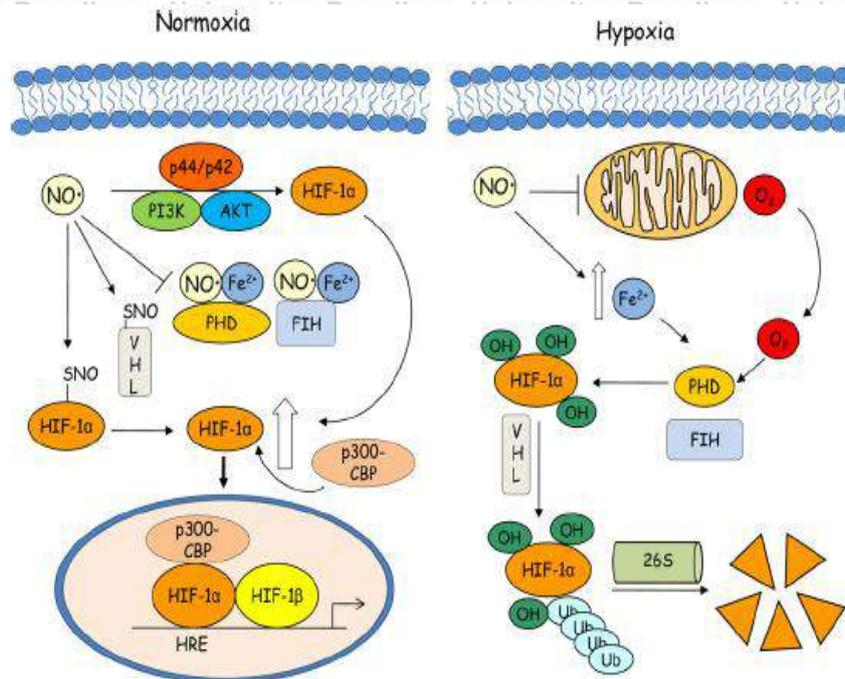 Normoxia
NO•
p44/p42
PI3K
AKT
HIF-1α
NO•
Fe²⁺
PHD
NO•
Fe²⁺
FIH
SNO
V
H
L
SNO
HIF-1α
HIF-1α
p300-
CBP
p300-
CBP
HIF-1α
HIF-1β
HRE
Hypoxia
NO•
O₂
Fe²⁺
O₂
PHD
FIH
OH
OH
HIF-1α
OH
V
H
L
OH
OH
HIF-1α
OH
Ub
Ub
Ub
Ub
26S